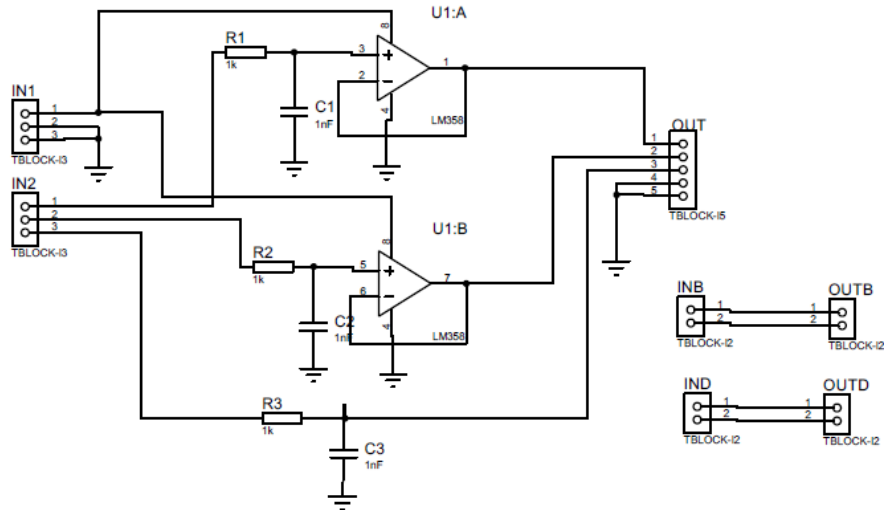 U1:A
R1
1k
8
3
2
1
4
LM358
C1
1nF
IN1
1
2
3
TBLOCK-I3
OUT
1
2
3
4
5
TBLOCK-I5
IN2
1
2
3
TBLOCK-I3
U1:B
R2
1k
8
5
6
7
4
LM358
C2
1nF
INB
1
2
TBLOCK-I2
OUTB
1
2
TBLOCK-I2
R3
1k
C3
1nF
IND
1
2
TBLOCK-I2
OUTD
1
2
TBLOCK-I2